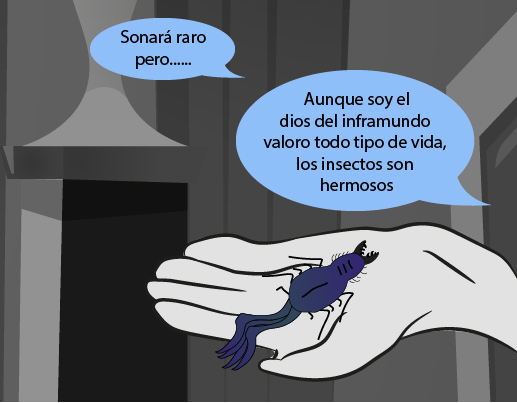 Sonará raro
pero......
Aunque soy el
dios del inframundo
valoro todo tipo de vida,
los insectos son
hermosos